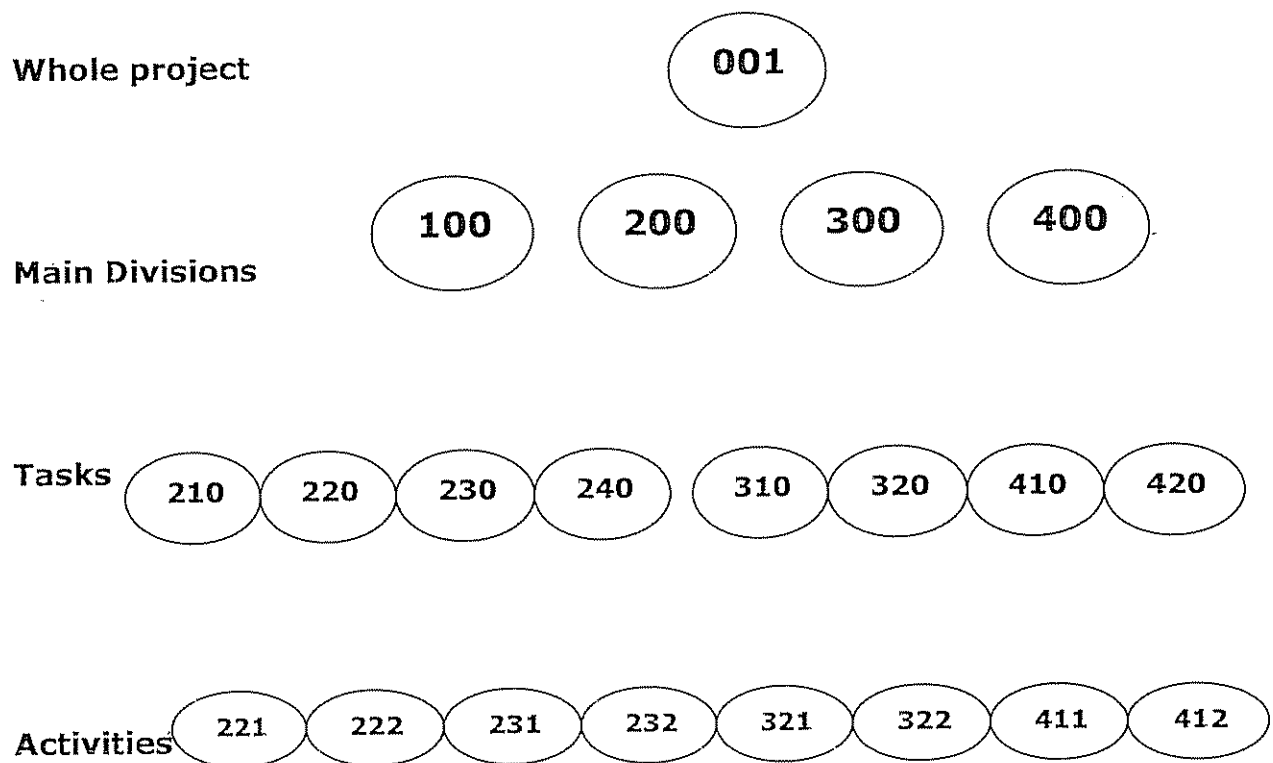 Whole project 001
100 200 300 400
Main Divisions
Tasks 210 220 230 240 310 320 410 420
Activities 221 222 231 232 321 322 411 412